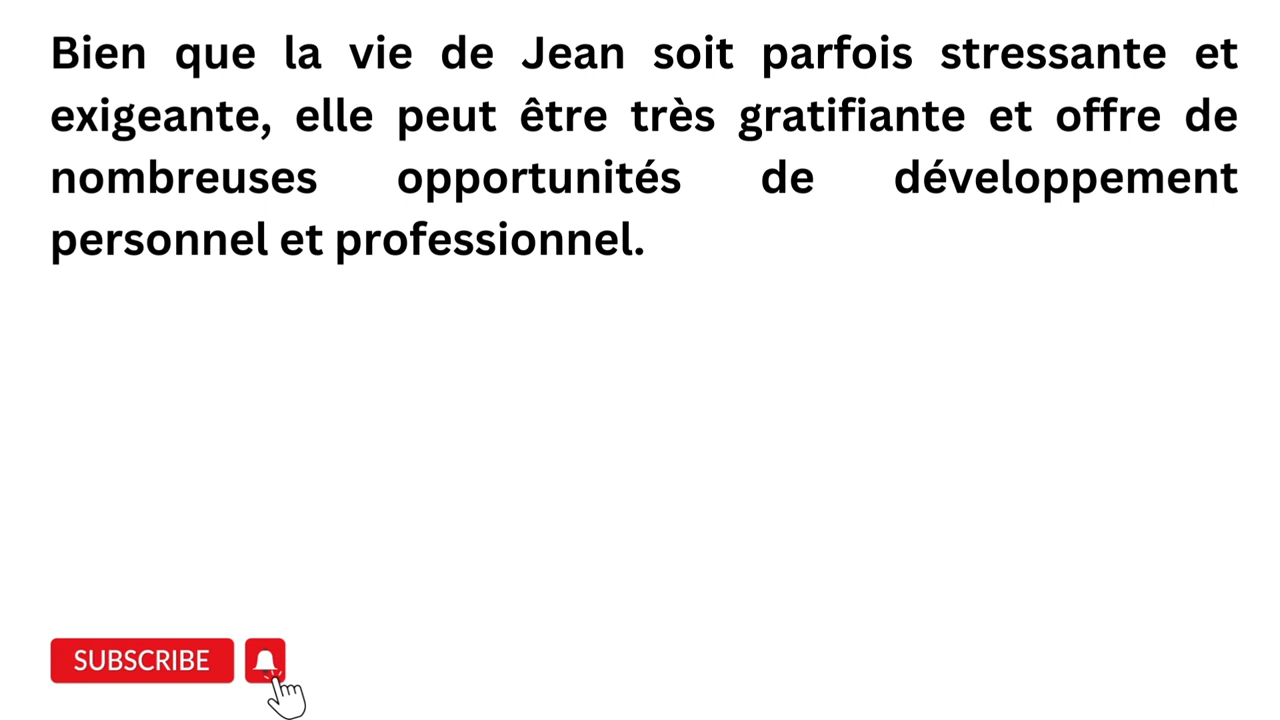 Bien que la vie de Jean soit parfois stressante et
exigeante, elle peut être très gratifiante et offre de
nombreuses opportunités de développement
personnel et professionnel.
SUBSCRIBE